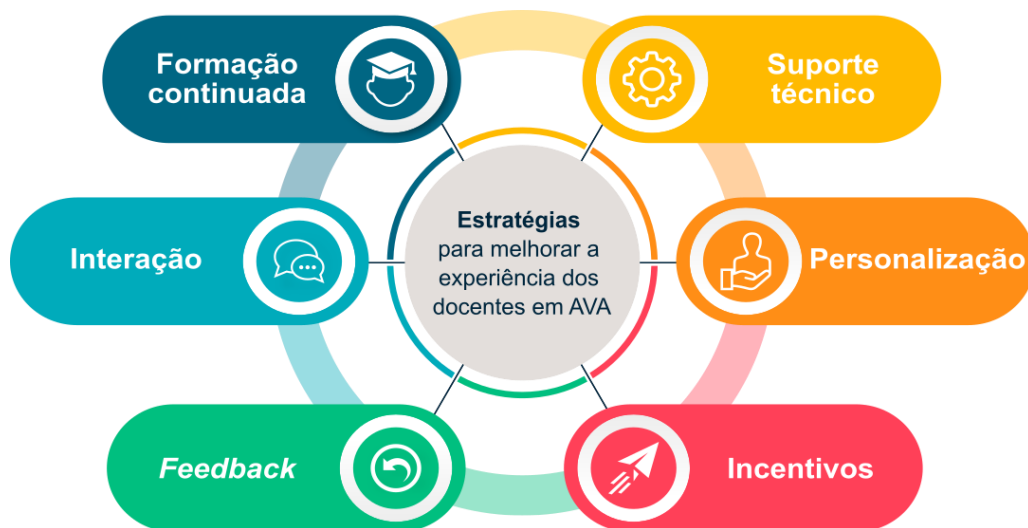 Formação
continuada
Suporte
técnico
Interação
Estratégias
para melhorar a
experiência dos
docentes em AVA
Personalização
Feedback
Incentivos